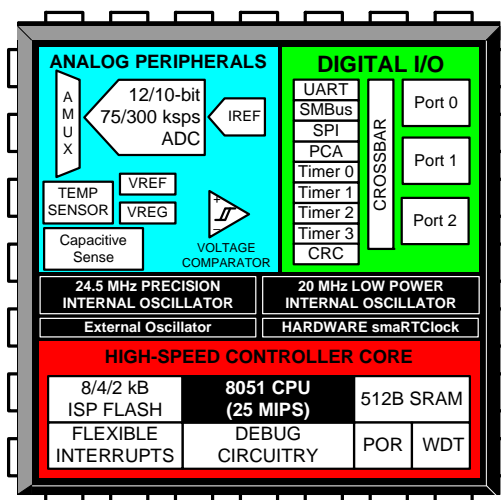 ANALOG PERIPHERALS
A
M
U
X
12/10-bit
75/300 ksps
ADC
IREF
TEMP
SENSOR
VREF
VREG
+
–
VOLTAGE
COMPARATOR
Capacitive
Sense
DIGITAL I/O
UART
SMBus
SPI
PCA
Timer 0
Timer 1
Timer 2
Timer 3
CRC
CROSSBAR
Port 0
Port 1
Port 2
24.5 MHz PRECISION
INTERNAL OSCILLATOR
20 MHz LOW POWER
INTERNAL OSCILLATOR
External Oscillator
HARDWARE smaRTClock
HIGH-SPEED CONTROLLER CORE
8/4/2 kB
ISP FLASH
8051 CPU
(25 MIPS)
512B SRAM
FLEXIBLE
INTERRUPTS
DEBUG
CIRCUITRY
POR
WDT